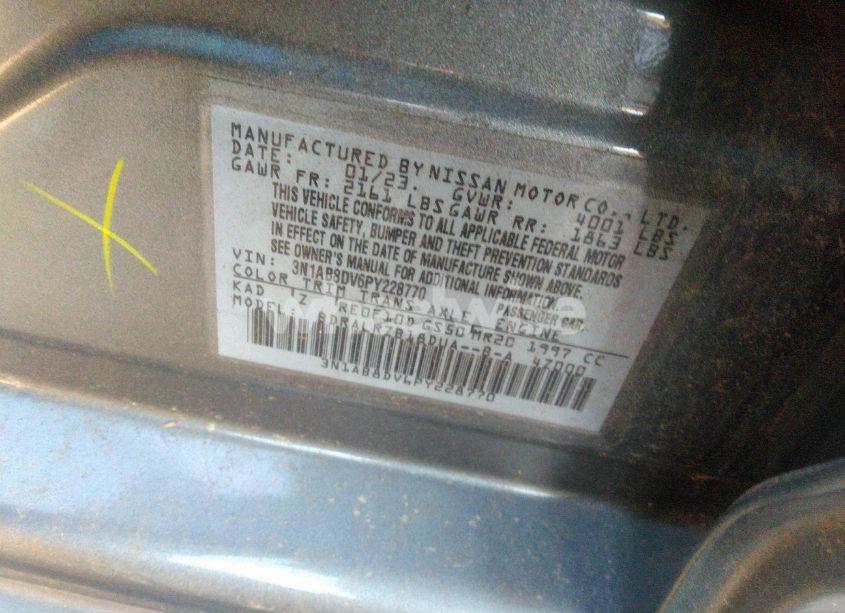 MANUFACTURED BY NISSAN MOTOR CO., LTD.
DATE: 01/23. GVWR: 4001 LBS
GAWR FR: 2161 LBS GAWR RR: 1863 LBS
THIS VEHICLE CONFORMS TO ALL APPLICABLE FEDERAL MOTOR
VEHICLE SAFETY, BUMPER AND THEFT PREVENTION STANDARDS
IN EFFECT ON THE DATE OF MANUFACTURE SHOWN ABOVE.
SEE OWNER'S MANUAL FOR ADDITIONAL INFORMATION.
VIN: 3N1AB8DV6PY228770 PASSENGER CAR
COLOR TRIM TRANS AXLE ENGINE
KAD Z RE0F10D GS50 MR20 1997 CC
MODEL: 47000
3N1AB8DV6PY228770